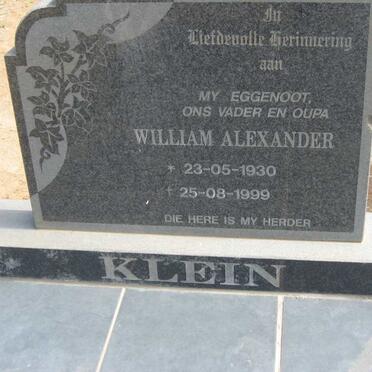 In
Liefdevolle Herinnering
aan
MY EGGENOOT,
ONS VADER EN OUPA
WILLIAM ALEXANDER
* 23-05-1930
† 25-08-1999
DIE HERE IS MY HERDER
KLEIN